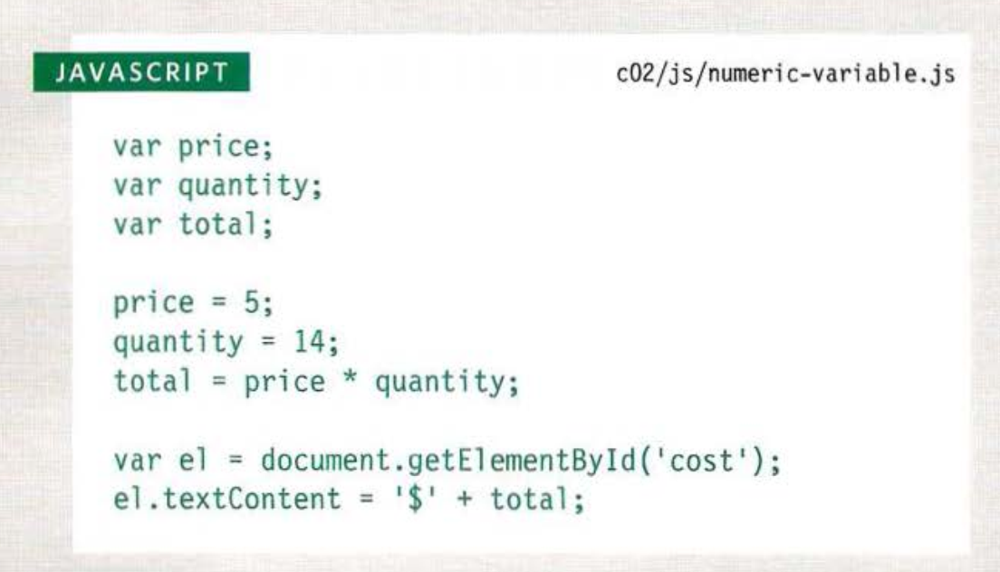 JAVASCRIPT
c02/js/numeric-variable.js
var price;
var quantity;
var total;
price = 5;
quantity = 14;
total = price * quantity;
var el = document.getElementById('cost');
el.textContent = '$' + total;